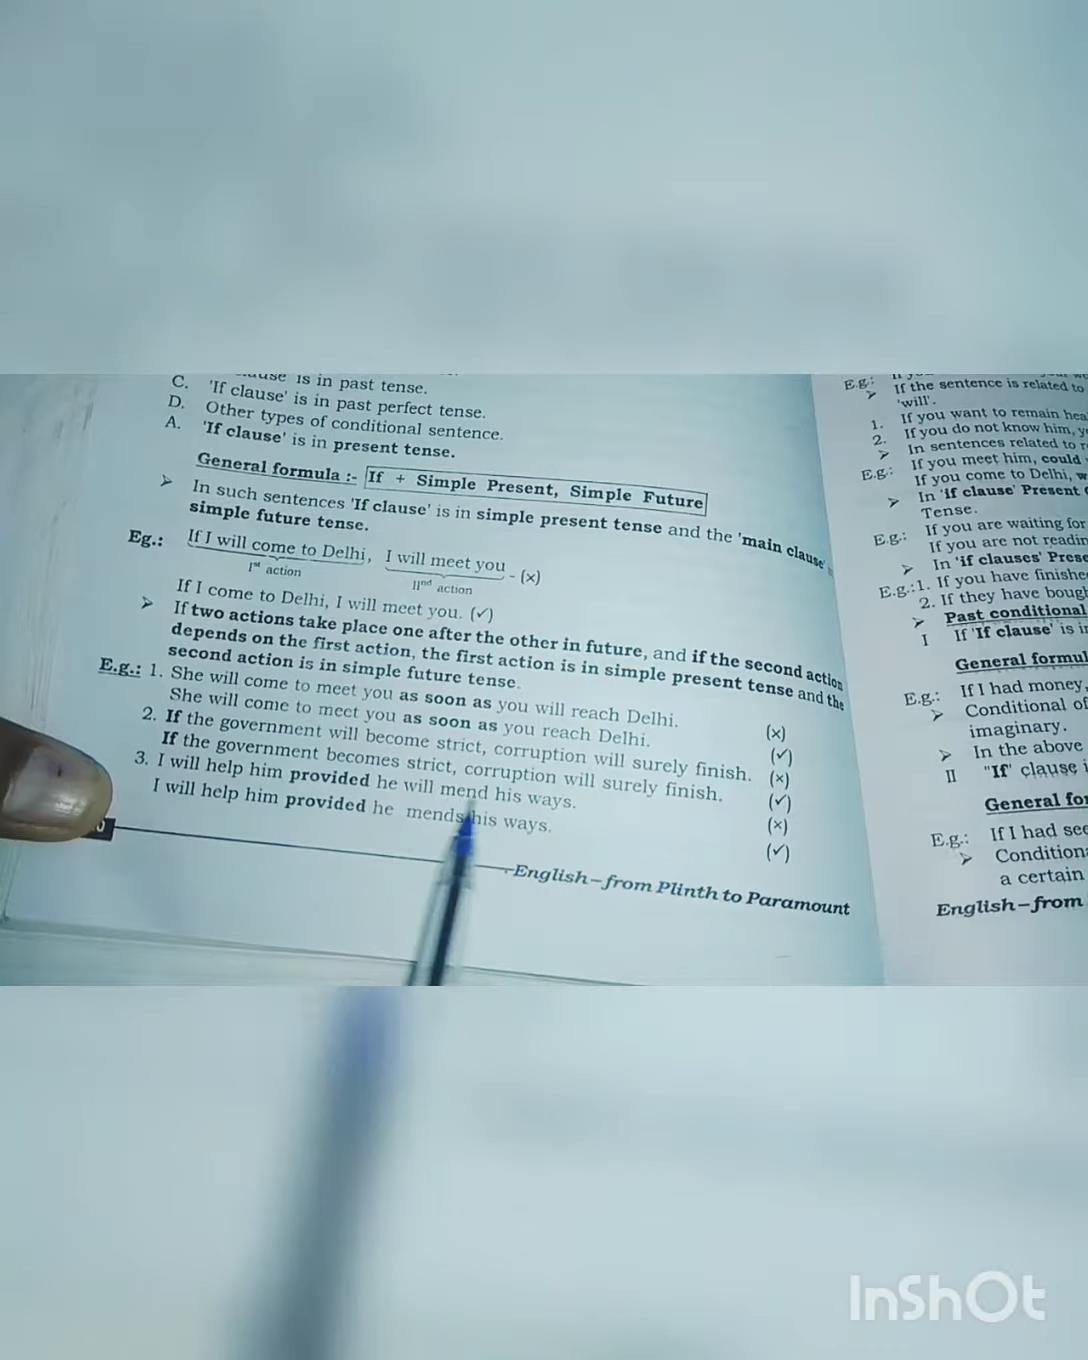 is in past tense.
C. 'If clause' is in past perfect tense.
D. Other types of conditional sentence.
A. 'If clause' is in present tense.
General formula :- If + Simple Present, Simple Future
➢ In such sentences 'If clause' is in simple present tense and the 'main clause'
simple future tense.
Eg.: If I will come to Delhi, I will meet you - (×)
Ist action IInd action
If I come to Delhi, I will meet you. (✓)
➢ If two actions take place one after the other in future, and if the second action
depends on the first action, the first action is in simple present tense and the
second action is in simple future tense.
E.g.: 1. She will come to meet you as soon as you will reach Delhi. (×)
She will come to meet you as soon as you reach Delhi. (✓)
2. If the government will become strict, corruption will surely finish. (×)
If the government becomes strict, corruption will surely finish. (✓)
3. I will help him provided he will mend his ways. (×)
I will help him provided he mends his ways. (✓)
English–from Plinth to Paramount
E.g.:
➢ If the sentence is related to
'will'.
1. If you want to remain
2. If you do not know him,
➢ In sentences related to
E.g.: If you meet him, could
If you come to Delhi,
➢ In 'if clause' Present
Tense.
E.g.: If you are waiting for
If you are not
➢ In 'if clauses'
E.g.:1. If you have
2. If they have
➢ Past conditional
I If 'If clause' is
General
E.g.: If I had money,
➢ Conditional of
imaginary.
➢ In the above
II "If' clause
General
E.g.: If I had
➢
a certain
English–from
InShOt